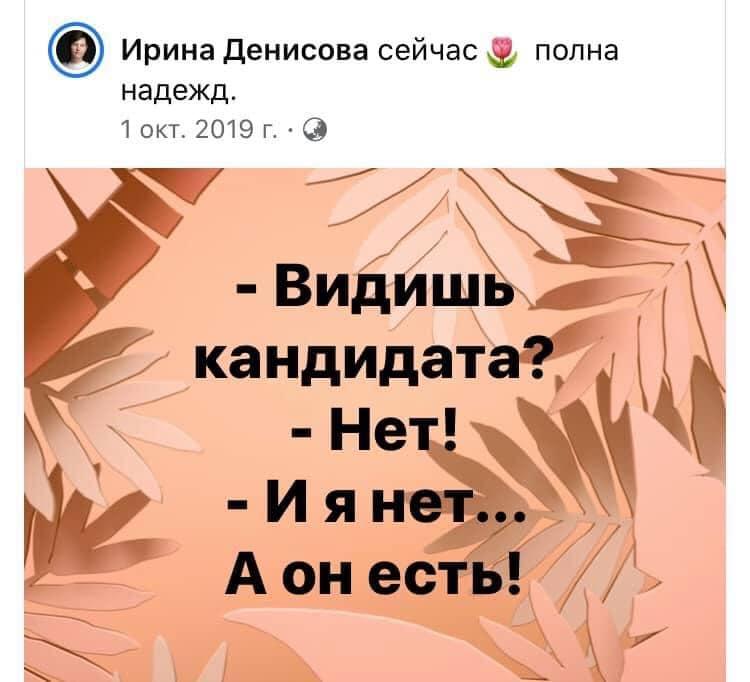 Ирина Денисова сейчас🌷 полна
надежд.
1 окт. 2019 г. ·
- Видишь
кандидата?
- Нет!
- И я нет...
А он есть!